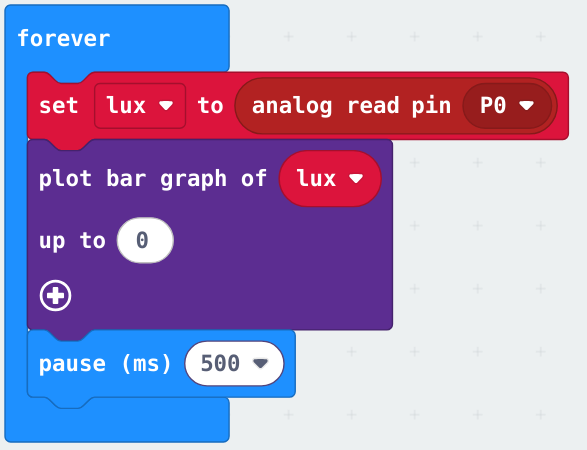 forever
set lux to analog read pin P0
plot bar graph of lux
up to 0
pause (ms) 500